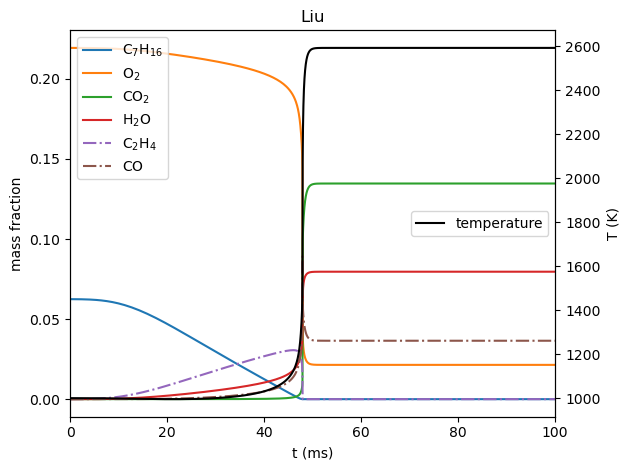 Liu
C₇H₁₆
O₂
CO₂
H₂O
C₂H₄
CO
temperature
mass fraction
0.20
0.15
0.10
0.05
0.00
2600
2400
2200
2000
1800
1600
1400
1200
1000
T (K)
0 20 40 60 80 100
t (ms)